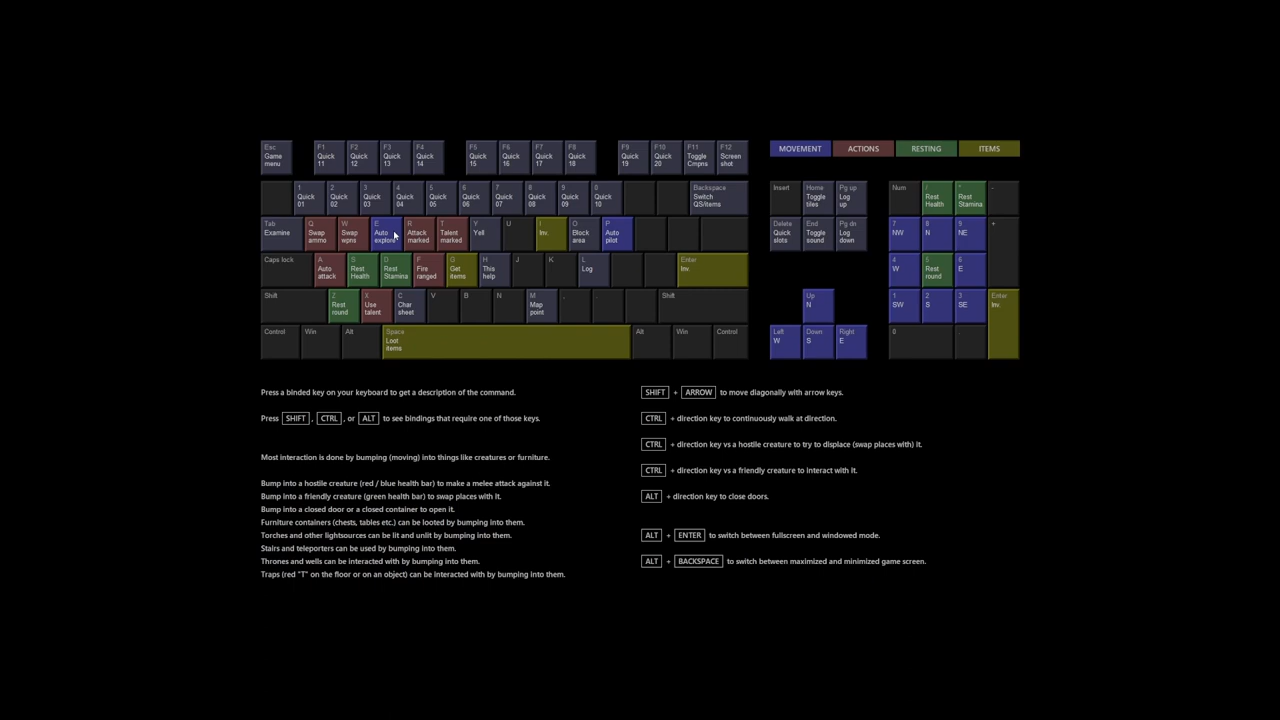 Esc Game menu
F1 Quick 11
F2 Quick 12
F3 Quick 13
F4 Quick 14
F5 Quick 15
F6 Quick 16
F7 Quick 17
F8 Quick 18
F9 Quick 19
F10 Quick 20
F11 Toggle Cmpns
F12 Screen shot
MOVEMENT ACTIONS RESTING ITEMS
1 Quick 01
2 Quick 02
3 Quick 03
4 Quick 04
5 Quick 05
6 Quick 06
7 Quick 07
8 Quick 08
9 Quick 09
0 Quick 10
Backspace Switch QS/items
Insert
Home Toggle tiles
Pg up Log up
Num
/ Rest Health
* Rest Stamina
-
Tab Examine
Q Swap ammo
W Swap wpns
E Auto explore
R Attack marked
T Talent marked
Y Yell
U
I Inv.
O Block area
P Auto pilot
Delete Quick slots
End Toggle sound
Pg dn Log down
7 NW
8 N
9 NE
+
Caps lock
A Auto attack
S Rest Health
D Rest Stamina
F Fire ranged
G Get items
H This help
J
K
L Log
Enter Inv.
4 W
5 Rest round
6 E
Shift
Z Rest round
X Use talent
C Char sheet
V
B
N
M Map point
,
.
Shift
Up N
1 SW
2 S
3 SE
Enter Inv.
Control
Win
Alt
Space Loot items
Alt
Win
Control
Left W
Down S
Right E
0
.
Press a binded key on your keyboard to get a description of the command.
Press SHIFT , CTRL , or ALT to see bindings that require one of those keys.
Most interaction is done by bumping (moving) into things like creatures or furniture.
Bump into a hostile creature (red / blue health bar) to make a melee attack against it.
Bump into a friendly creature (green health bar) to swap places with it.
Bump into a closed door or a closed container to open it.
Furniture containers (chests, tables etc.) can be looted by bumping into them.
Torches and other lightsources can be lit and unlit by bumping into them.
Stairs and teleporters can be used by bumping into them.
Thrones and wells can be interacted with by bumping into them.
Traps (red "T" on the floor or on an object) can be interacted with by bumping into them.
SHIFT + ARROW to move diagonally with arrow keys.
CTRL + direction key to continuously walk at direction.
CTRL + direction key vs a hostile creature to try to displace (swap places with) it.
CTRL + direction key vs a friendly creature to interact with it.
ALT + direction key to close doors.
ALT + ENTER to switch between fullscreen and windowed mode.
ALT + BACKSPACE to switch between maximized and minimized game screen.